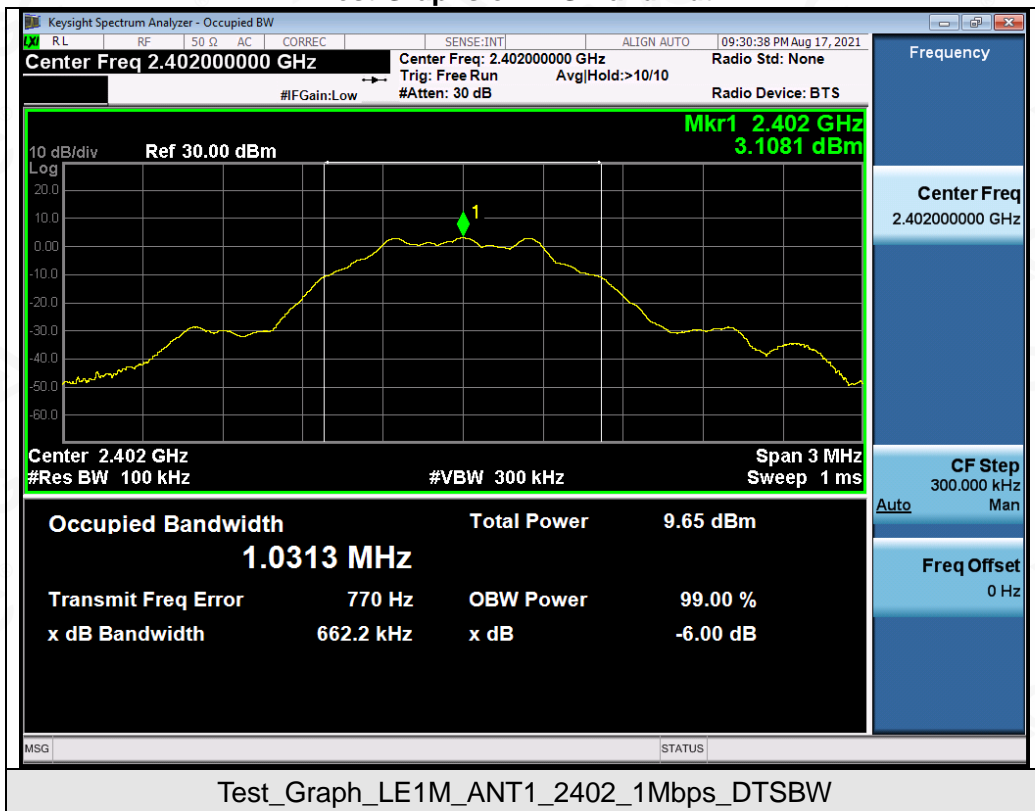 Keysight Spectrum Analyzer - Occupied BW
LXI RL RF 50 Ω AC CORREC SENSE:INT ALIGN AUTO 09:30:38 PM Aug 17, 2021
Center Freq 2.402000000 GHz
Center Freq: 2.402000000 GHz
Radio Std: None
Trig: Free Run Avg|Hold:>10/10
#IFGain:Low
#Atten: 30 dB
Radio Device: BTS
Frequency
Mkr1 2.402 GHz
3.1081 dBm
10 dB/div Ref 30.00 dBm
Log
20.0
10.0
0.00
-10.0
-20.0
-30.0
-40.0
-50.0
-60.0
1
Center 2.402 GHz Span 3 MHz
#Res BW 100 kHz #VBW 300 kHz Sweep 1 ms
Center Freq
2.402000000 GHz
CF Step
300.000 kHz
Auto Man
Freq Offset
0 Hz
Occupied Bandwidth Total Power 9.65 dBm
1.0313 MHz
Transmit Freq Error 770 Hz OBW Power 99.00 %
x dB Bandwidth 662.2 kHz x dB -6.00 dB
MSG STATUS
Test_Graph_LE1M_ANT1_2402_1Mbps_DTSBW